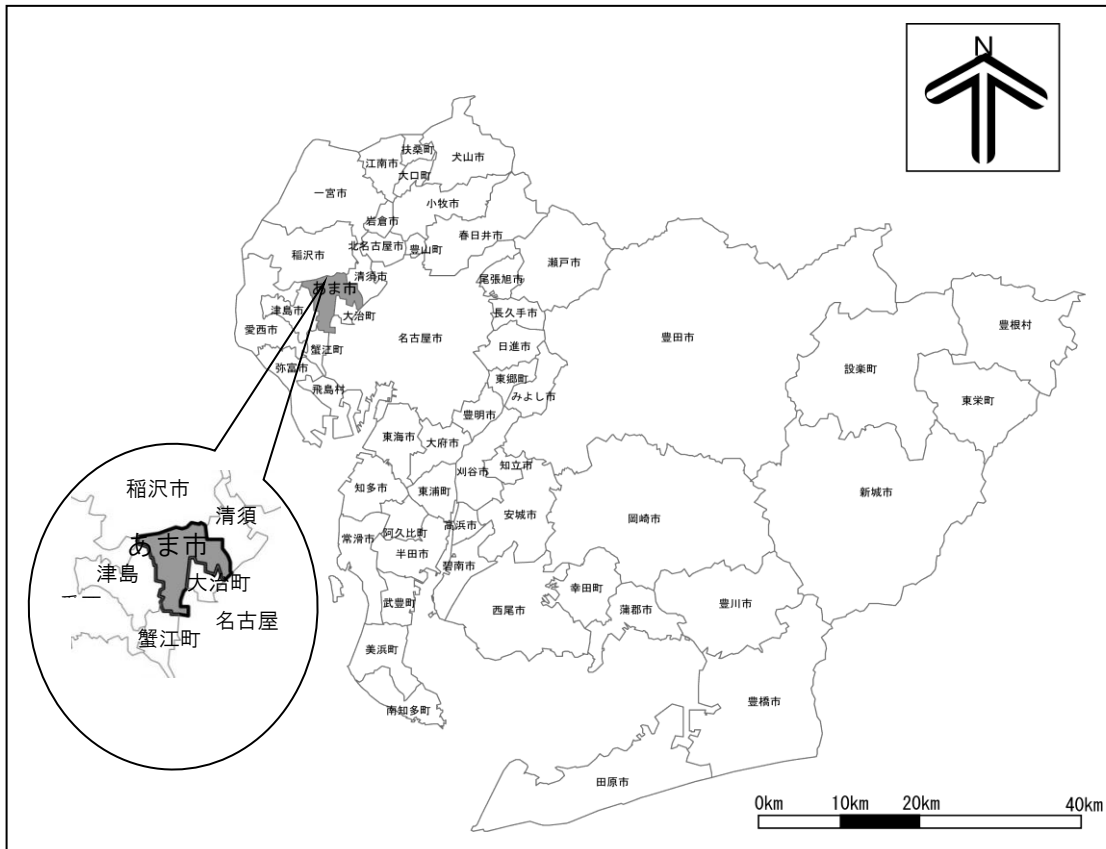 N
扶桑町
犬山市
江南市
大口町
一宮市
小牧市
岩倉市
春日井市
北名古屋市
豊山町
稲沢市
瀬戸市
清須市
尾張旭市
あま市
津島市
大治町
長久手市
愛西市
名古屋市
豊田市
豊根村
日進市
蟹江町
設楽町
弥富市
東郷町
飛島村
みよし市
東栄町
豊明市
東海市
大府市
刈谷市
知立市
知多市
東浦町
新城市
安城市
岡崎市
高浜市
阿久比町
常滑市
半田市
碧南市
幸田町
武豊町
西尾市
蒲郡市
豊川市
美浜町
豊橋市
南知多町
田原市
稲沢市
清須
あま市
津島
大治町
名古屋
蟹江町
0km
10km
20km
40km